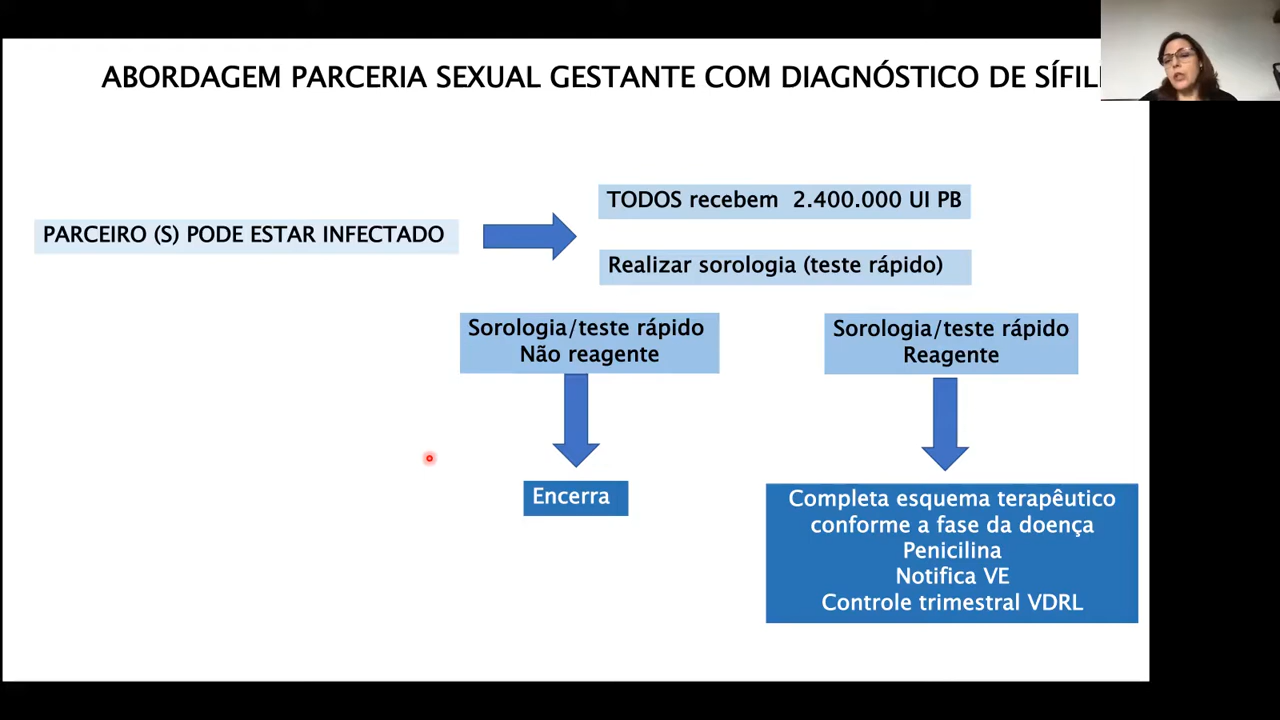 ABORDAGEM PARCERIA SEXUAL GESTANTE COM DIAGNÓSTICO DE
TODOS recebem 2.400.000 UI PB
PARCEIRO (S) PODE ESTAR INFECTADO
Realizar sorologia (teste rápido)
Sorologia/teste rápido
Não reagente
Sorologia/teste rápido
Reagente
Encerra
Completa esquema terapêutico
conforme a fase da doença
Penicilina
Notifica VE
Controle trimestral VDRL